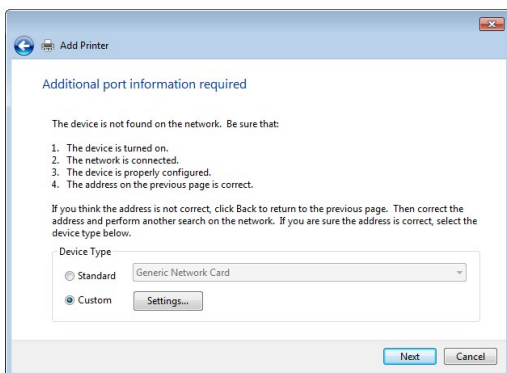 Add Printer
Additional port information required
The device is not found on the network. Be sure that:
1. The device is turned on.
2. The network is connected.
3. The device is properly configured.
4. The address on the previous page is correct.
If you think the address is not correct, click Back to return to the previous page. Then correct the
address and perform another search on the network. If you are sure the address is correct, select the
device type below.
Device Type
Standard Generic Network Card
Custom Settings...
Next Cancel